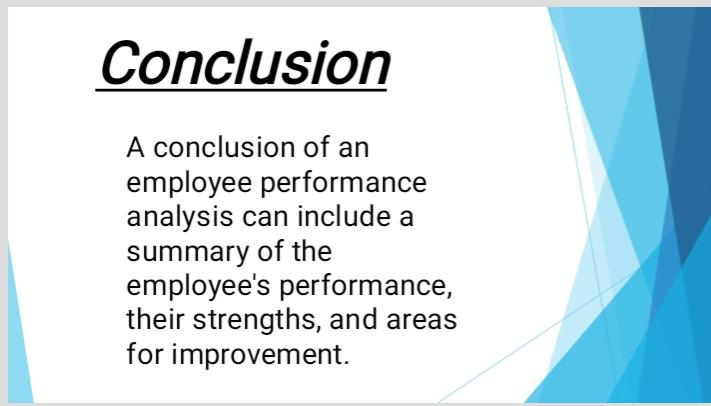 Conclusion
A conclusion of an
employee performance
analysis can include a
summary of the
employee's performance,
their strengths, and areas
for improvement.